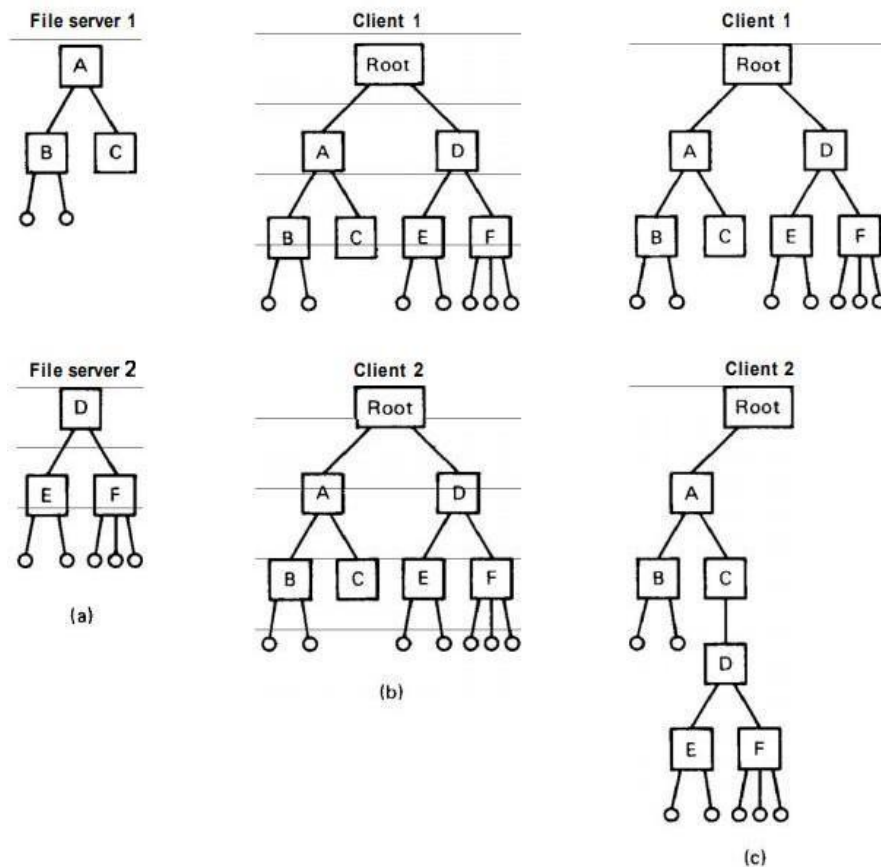 File server 1
A
B
C
File server 2
D
E
F
(a)
Client 1
Root
A
D
B
C
E
F
Client 2
Root
A
D
B
C
E
F
(b)
Client 1
Root
A
D
B
C
E
F
Client 2
Root
A
B
C
D
E
F
(c)